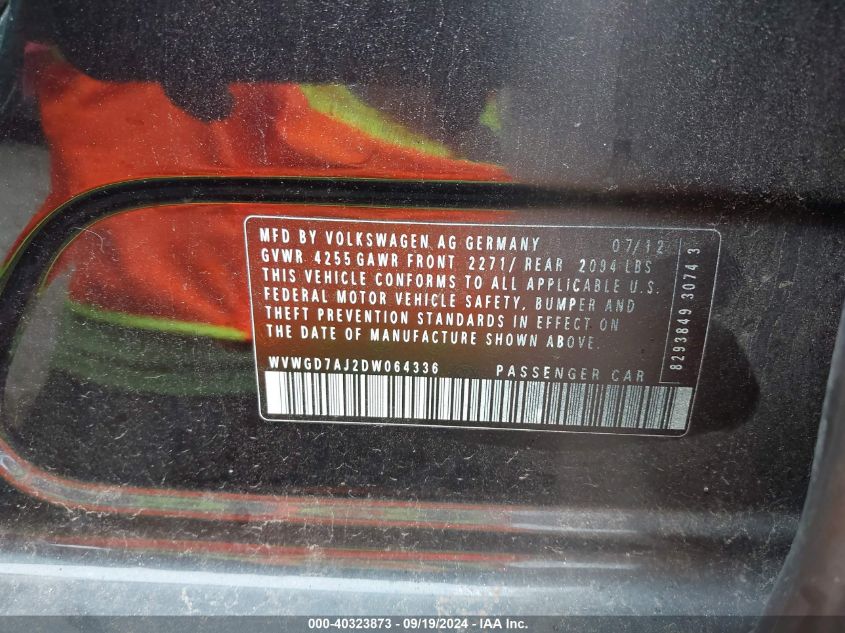 MFD BY VOLKSWAGEN AG GERMANY 07/12
GVWR 4255 GAWR FRONT 2271/ REAR 2094 LBS
THIS VEHICLE CONFORMS TO ALL APPLICABLE U.S.
FEDERAL MOTOR VEHICLE SAFETY, BUMPER AND
THEFT PREVENTION STANDARDS IN EFFECT ON
THE DATE OF MANUFACTURE SHOWN ABOVE.
WVWGD7AJ2DW064336 PASSENGER CAR
8293849 3074 3
000-40323873 - 09/19/2024 - IAA Inc.